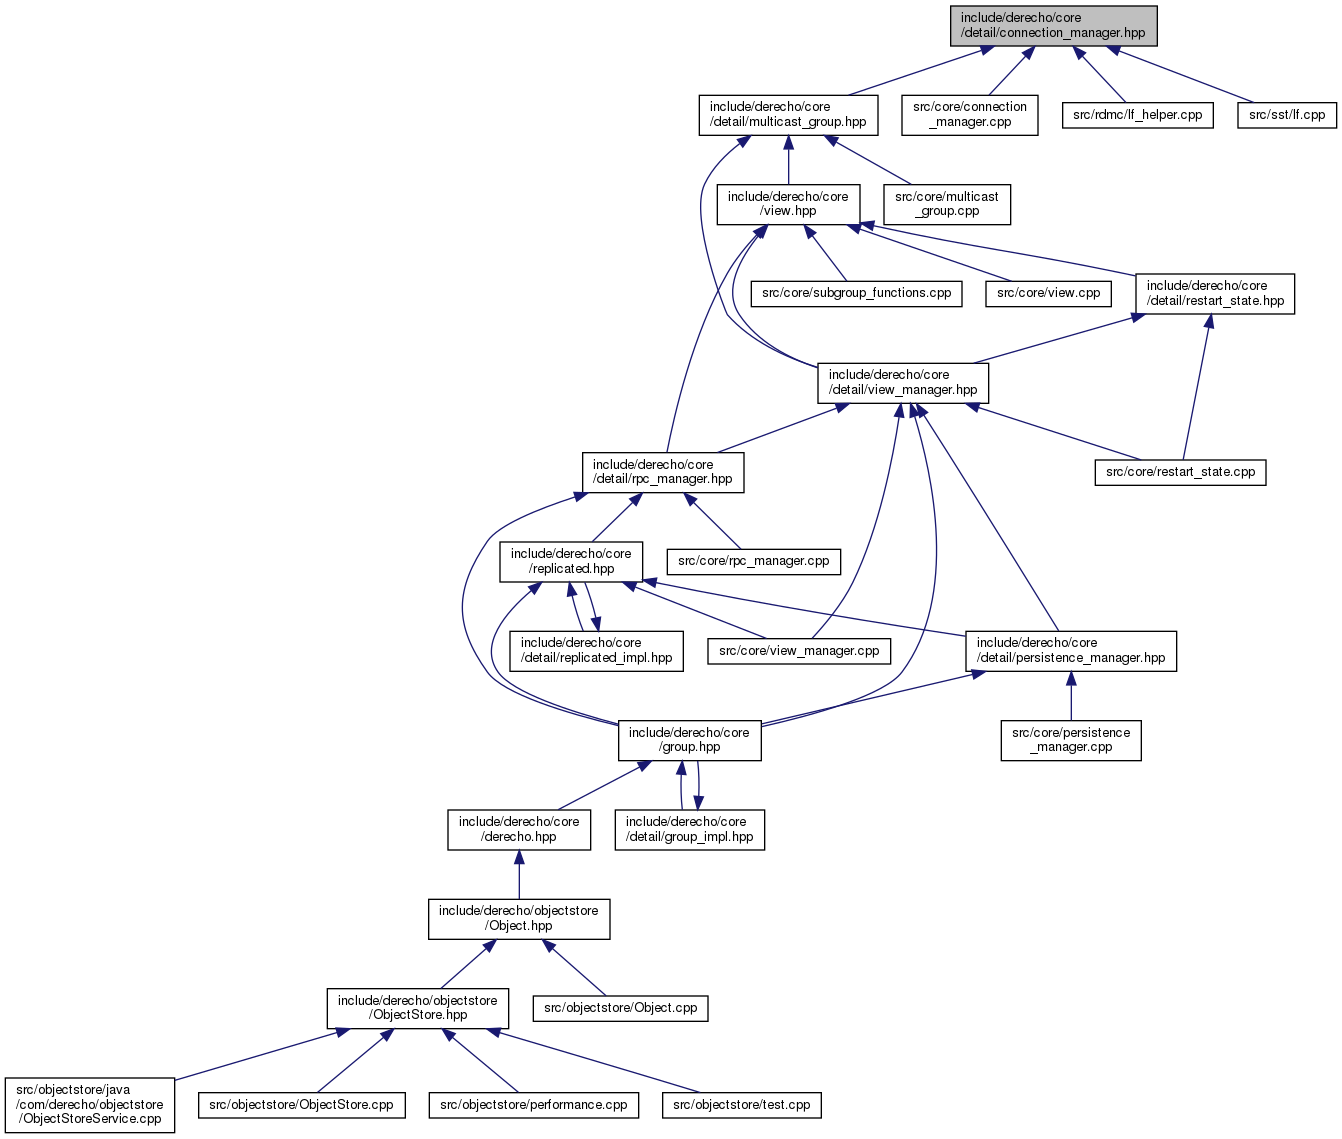 include/derecho/core
/detail/connection_manager.hpp
include/derecho/core
/detail/multicast_group.hpp
src/core/connection
_manager.cpp
src/rdmc/lf_helper.cpp
src/sst/lf.cpp
include/derecho/core
/view.hpp
src/core/multicast
_group.cpp
src/core/subgroup_functions.cpp
src/core/view.cpp
include/derecho/core
/detail/restart_state.hpp
include/derecho/core
/detail/view_manager.hpp
include/derecho/core
/detail/rpc_manager.hpp
src/core/restart_state.cpp
include/derecho/core
/replicated.hpp
src/core/rpc_manager.cpp
include/derecho/core
/detail/replicated_impl.hpp
src/core/view_manager.cpp
include/derecho/core
/detail/persistence_manager.hpp
include/derecho/core
/group.hpp
src/core/persistence
_manager.cpp
include/derecho/core
/derecho.hpp
include/derecho/core
/detail/group_impl.hpp
include/derecho/objectstore
/Object.hpp
include/derecho/objectstore
/ObjectStore.hpp
src/objectstore/Object.cpp
src/objectstore/java
/com/derecho/objectstore
/ObjectStoreService.cpp
src/objectstore/ObjectStore.cpp
src/objectstore/performance.cpp
src/objectstore/test.cpp